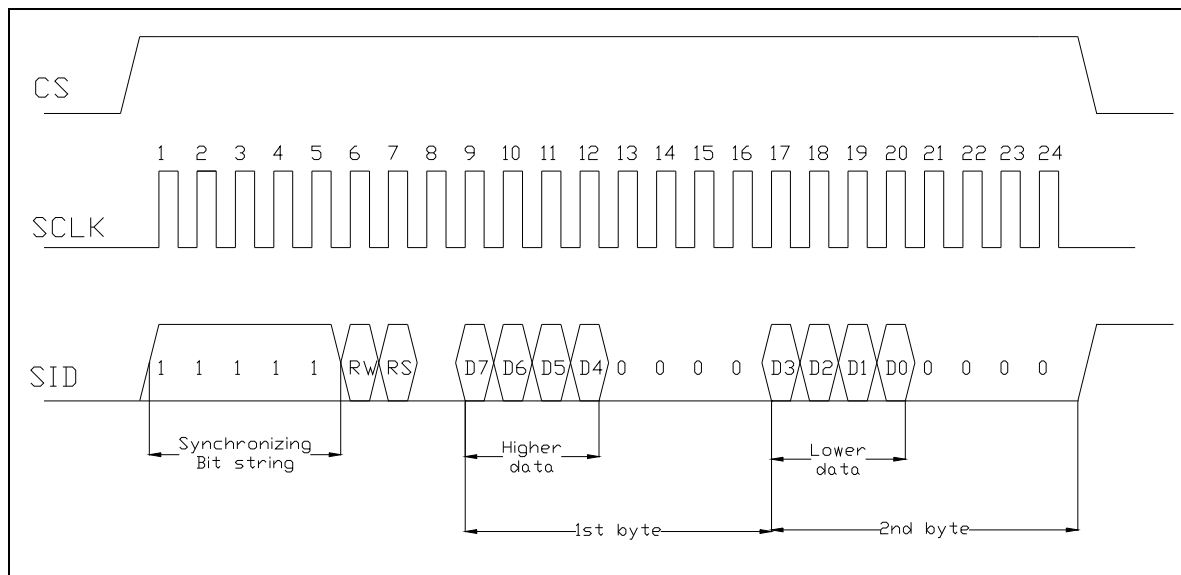 CS
1 2 3 4 5 6 7 8 9 10 11 12 13 14 15 16 17 18 19 20 21 22 23 24
SCLK
SID
1 1 1 1 1 RW RS D7 D6 D5 D4 0 0 0 0 D3 D2 D1 D0 0 0 0 0
Synchronizing
Bit string
Higher
data
Lower
data
1st byte
2nd byte